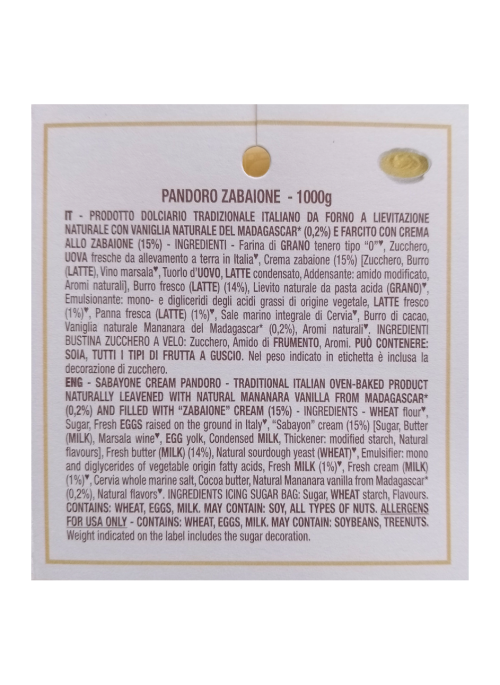 PANDORO ZABAIONE - 1000g
IT - PRODOTTO DOLCIARIO TRADIZIONALE ITALIANO DA FORNO A LIEVITAZIONE
NATURALE CON VANIGLIA NATURALE DEL MADAGASCAR* (0,2%) E FARCITO CON CREMA
ALLO ZABAIONE (15%) - INGREDIENTI - Farina di GRANO tenero tipo "0"♥, Zucchero,
UOVA fresche da allevamento a terra in Italia♥, Crema zabaione (15%) [Zucchero, Burro
(LATTE), Vino marsala♥, Tuorlo d'UOVO, LATTE condensato, Addensante: amido modificato,
Aromi naturali], Burro fresco (LATTE) (14%), Lievito naturale da pasta acida (GRANO)♥,
Emulsionante: mono- e digliceridi degli acidi grassi di origine vegetale, LATTE fresco
(1%)♥, Panna fresca (LATTE) (1%)♥, Sale marino integrale di Cervia♥, Burro di cacao,
Vaniglia naturale Mananara del Madagascar* (0,2%), Aromi naturali♥. INGREDIENTI
BUSTINA ZUCCHERO A VELO: Zucchero, Amido di FRUMENTO, Aromi. PUÒ CONTENERE:
SOIA, TUTTI I TIPI DI FRUTTA A GUSCIO. Nel peso indicato in etichetta è inclusa la
decorazione di zucchero.
ENG - SABAYONE CREAM PANDORO - TRADITIONAL ITALIAN OVEN-BAKED PRODUCT
NATURALLY LEAVENED WITH NATURAL MANANARA VANILLA FROM MADAGASCAR*
(0,2%) AND FILLED WITH "ZABAIONE" CREAM (15%) - INGREDIENTS - WHEAT flour♥,
Sugar, Fresh EGGS raised on the ground in Italy♥, "Sabayon" cream (15%) [Sugar, Butter
(MILK), Marsala wine♥, EGG yolk, Condensed MILK, Thickener: modified starch, Natural
flavours], Fresh butter (MILK) (14%), Natural sourdough yeast (WHEAT)♥, Emulsifier: mono
and diglycerides of vegetable origin fatty acids, Fresh MILK (1%)♥, Fresh cream (MILK)
(1%)♥, Cervia whole marine salt, Cocoa butter, Natural Mananara vanilla from Madagascar*
(0,2%), Natural flavors♥. INGREDIENTS ICING SUGAR BAG: Sugar, WHEAT starch, Flavours.
CONTAINS: WHEAT, EGGS, MILK. MAY CONTAIN: SOY, ALL TYPES OF NUTS. ALLERGENS
FOR USA ONLY - CONTAINS: WHEAT, EGGS, MILK. MAY CONTAIN: SOYBEANS, TREENUTS.
Weight indicated on the label includes the sugar decoration.